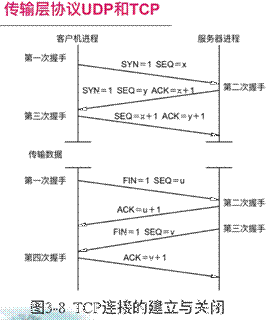 传输层协议UDP和TCP
客户机进程 服务器进程
第一次握手
SYN=1 SEQ=x
第二次握手
SYN=1 SEQ=y ACK=x+1
第三次握手 SEQ=x+1 ACK=y+1
传输数据
第一次握手
FIN=1 SEQ=u
第二次握手
ACK=u+1
第三次握手
FIN=1 SEQ=v
第四次握手 ACK=v+1
图3-8 TCP连接的建立与关闭